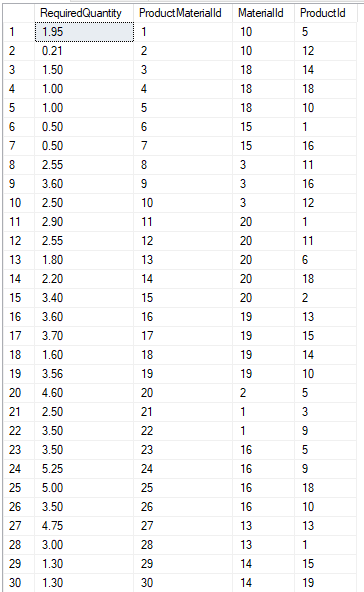 RequiredQuantity ProductMaterialId MaterialId ProductId
1 1.95 1 10 5
2 0.21 2 10 12
3 1.50 3 18 14
4 1.00 4 18 18
5 1.00 5 18 10
6 0.50 6 15 1
7 0.50 7 15 16
8 2.55 8 3 11
9 3.60 9 3 16
10 2.50 10 3 12
11 2.90 11 20 1
12 2.55 12 20 11
13 1.80 13 20 6
14 2.20 14 20 18
15 3.40 15 20 2
16 3.60 16 19 13
17 3.70 17 19 15
18 1.60 18 19 14
19 3.56 19 19 10
20 4.60 20 2 5
21 2.50 21 1 3
22 3.50 22 1 9
23 3.50 23 16 5
24 5.25 24 16 9
25 5.00 25 16 18
26 3.50 26 16 10
27 4.75 27 13 13
28 3.00 28 13 1
29 1.30 29 14 15
30 1.30 30 14 19